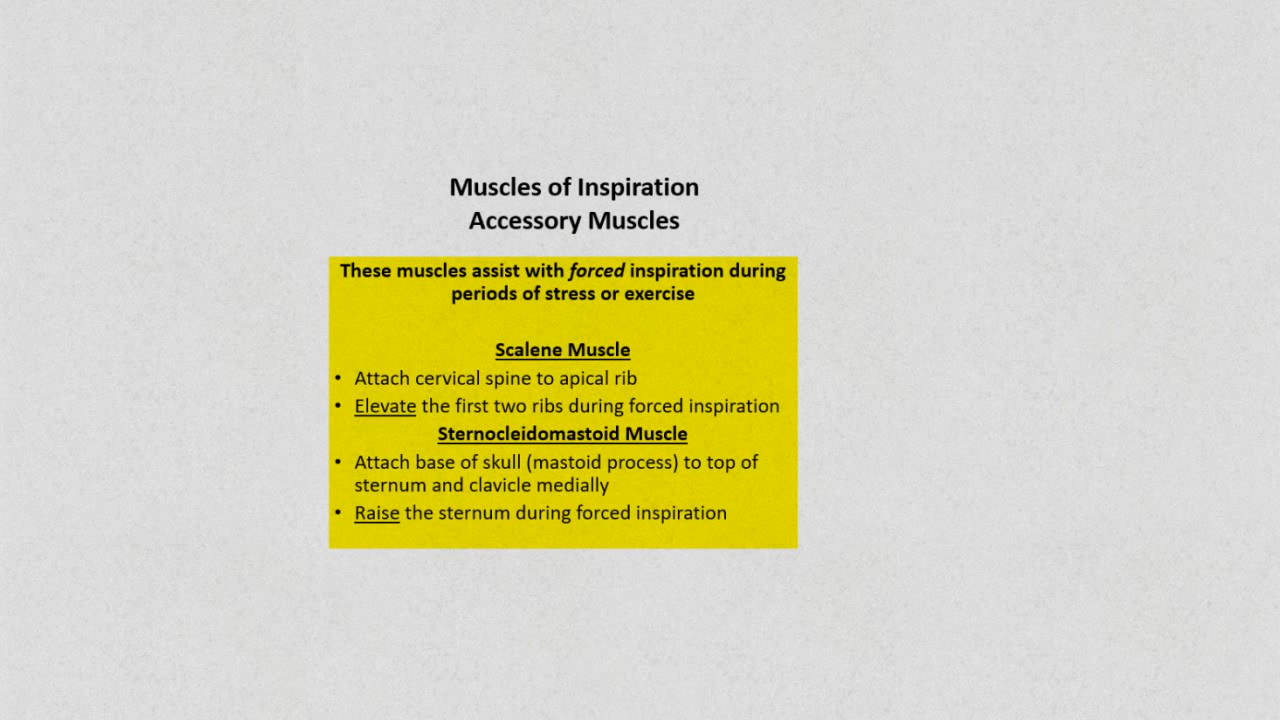 Muscles of Inspiration
Accessory Muscles
These muscles assist with forced inspiration during
periods of stress or exercise
Scalene Muscle
• Attach cervical spine to apical rib
• Elevate the first two ribs during forced inspiration
Sternocleidomastoid Muscle
• Attach base of skull (mastoid process) to top of
sternum and clavicle medially
• Raise the sternum during forced inspiration